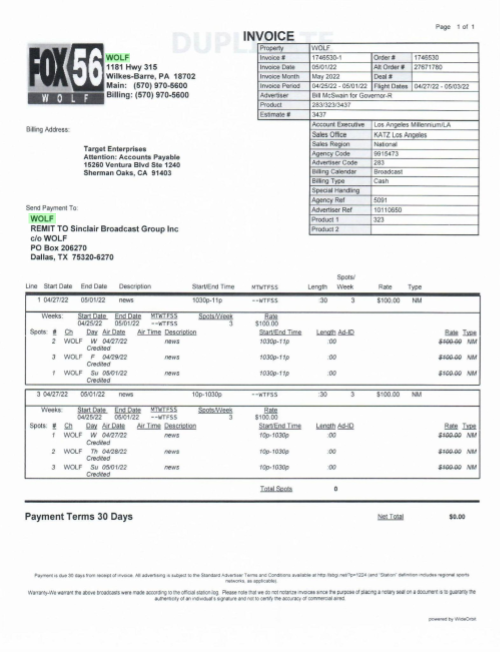 Page 1 of 1
DUPLICATE
INVOICE
FOX 56
WOLF
WOLF
1181 Hwy 315
Wilkes-Barre, PA 18702
Main: (570) 970-5600
Billing: (570) 970-5600
Property WOLF
Invoice # 1746530-1 Order # 1746530
Invoice Date 05/01/22 Alt Order # 27671780
Invoice Month May 2022 Deal #
Invoice Period 04/25/22 - 05/01/22 Flight Dates 04/27/22 - 05/03/22
Advertiser Bill McSwain for Governor-R
Product 283/323/3437
Estimate # 3437
Account Executive Los Angeles Millennium/LA
Sales Office KATZ Los Angeles
Sales Region National
Agency Code 9915473
Advertiser Code 283
Billing Calendar Broadcast
Billing Type Cash
Special Handling
Agency Ref 5091
Advertiser Ref 10110650
Product 1 323
Product 2
Billing Address:
Target Enterprises
Attention: Accounts Payable
15260 Ventura Blvd Ste 1240
Sherman Oaks, CA 91403
Send Payment To:
WOLF
REMIT TO Sinclair Broadcast Group Inc
c/o WOLF
PO Box 206270
Dallas, TX 75320-6270
Spots/
Line Start Date End Date Description Start/End Time MTWTFSS Length Week Rate Type
1 04/27/22 05/01/22 news 1030p-11p --WTFSS :30 3 $100.00 NM
Weeks: Start Date End Date MTWTFSS Spots/Week Rate
04/25/22 05/01/22 --WTFSS 3 $100.00
Spots: # Ch Day Air Date Air Time Description Start/End Time Length Ad-ID Rate Type
2 WOLF W 04/27/22 news 1030p-11p :00 $100.00 NM
Credited
3 WOLF F 04/29/22 news 1030p-11p :00 $100.00 NM
Credited
1 WOLF Su 05/01/22 news 1030p-11p :00 $100.00 NM
Credited
3 04/27/22 05/01/22 news 10p-1030p --WTFSS :30 3 $100.00 NM
Weeks: Start Date End Date MTWTFSS Spots/Week Rate
04/25/22 05/01/22 --WTFSS 3 $100.00
Spots: # Ch Day Air Date Air Time Description Start/End Time Length Ad-ID Rate Type
1 WOLF W 04/27/22 news 10p-1030p :00 $100.00 NM
Credited
2 WOLF Th 04/28/22 news 10p-1030p :00 $100.00 NM
Credited
3 WOLF Su 05/01/22 news 10p-1030p :00 $100.00 NM
Credited
Total Spots 0
Payment Terms 30 Days Net Total $0.00
Payment is due 30 days from receipt of invoice. All advertising is subject to the Standard Advertiser Terms and Conditions available at http://sbgi.net/?p=1224 (and "Station" definition includes regional sports
networks, as applicable).
Warranty-We warrant the above broadcasts were made according to the official station log. Please note that we do not notarize invoices since the purpose of placing a notary seal on a document is to guaranty the
authenticity of an individual's signature and not to certify the accuracy of commercial aired.
powered by WideOrbit